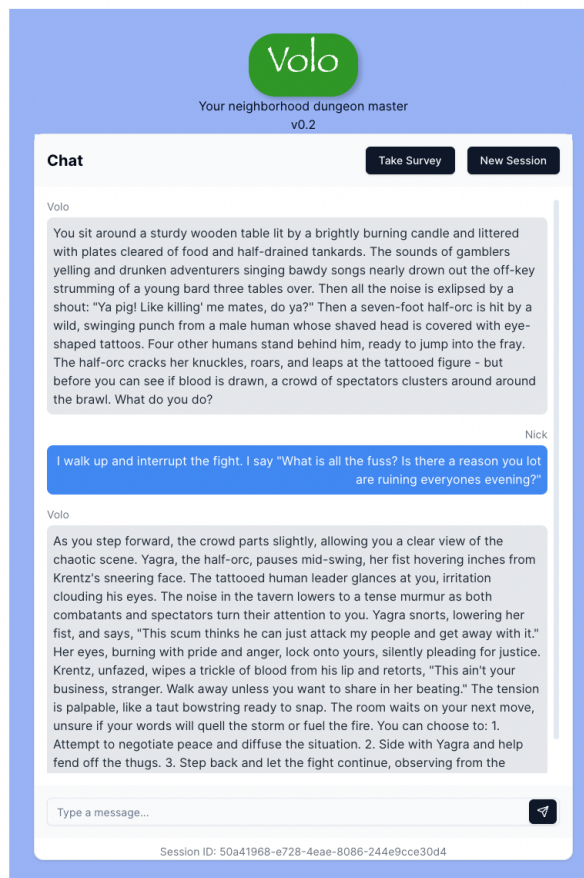 Volo
Your neighborhood dungeon master
v0.2
Chat
Take Survey
New Session
Volo
You sit around a sturdy wooden table lit by a brightly burning candle and littered
with plates cleared of food and half-drained tankards. The sounds of gamblers
yelling and drunken adventurers singing bawdy songs nearly drown out the off-key
strumming of a young bard three tables over. Then all the noise is exlipsed by a
shout: "Ya pig! Like killing' me mates, do ya?" Then a seven-foot half-orc is hit by a
wild, swinging punch from a male human whose shaved head is covered with eye-
shaped tattoos. Four other humans stand behind him, ready to jump into the fray.
The half-orc cracks her knuckles, roars, and leaps at the tattooed figure - but
before you can see if blood is drawn, a crowd of spectators clusters around around
the brawl. What do you do?
Nick
I walk up and interrupt the fight. I say "What is all the fuss? Is there a reason you lot
are ruining everyones evening?"
Volo
As you step forward, the crowd parts slightly, allowing you a clear view of the
chaotic scene. Yagra, the half-orc, pauses mid-swing, her fist hovering inches from
Krentz's sneering face. The tattooed human leader glances at you, irritation
clouding his eyes. The noise in the tavern lowers to a tense murmur as both
combatants and spectators turn their attention to you. Yagra snorts, lowering her
fist, and says, "This scum thinks he can just attack my people and get away with it."
Her eyes, burning with pride and anger, lock onto yours, silently pleading for justice.
Krentz, unfazed, wipes a trickle of blood from his lip and retorts, "This ain't your
business, stranger. Walk away unless you want to share in her beating." The tension
is palpable, like a taut bowstring ready to snap. The room waits on your next move,
unsure if your words will quell the storm or fuel the fire. You can choose to: 1.
Attempt to negotiate peace and diffuse the situation. 2. Side with Yagra and help
fend off the thugs. 3. Step back and let the fight continue, observing from the
Type a message...
Session ID: 50a41968-e728-4eae-8086-244e9cce30d4